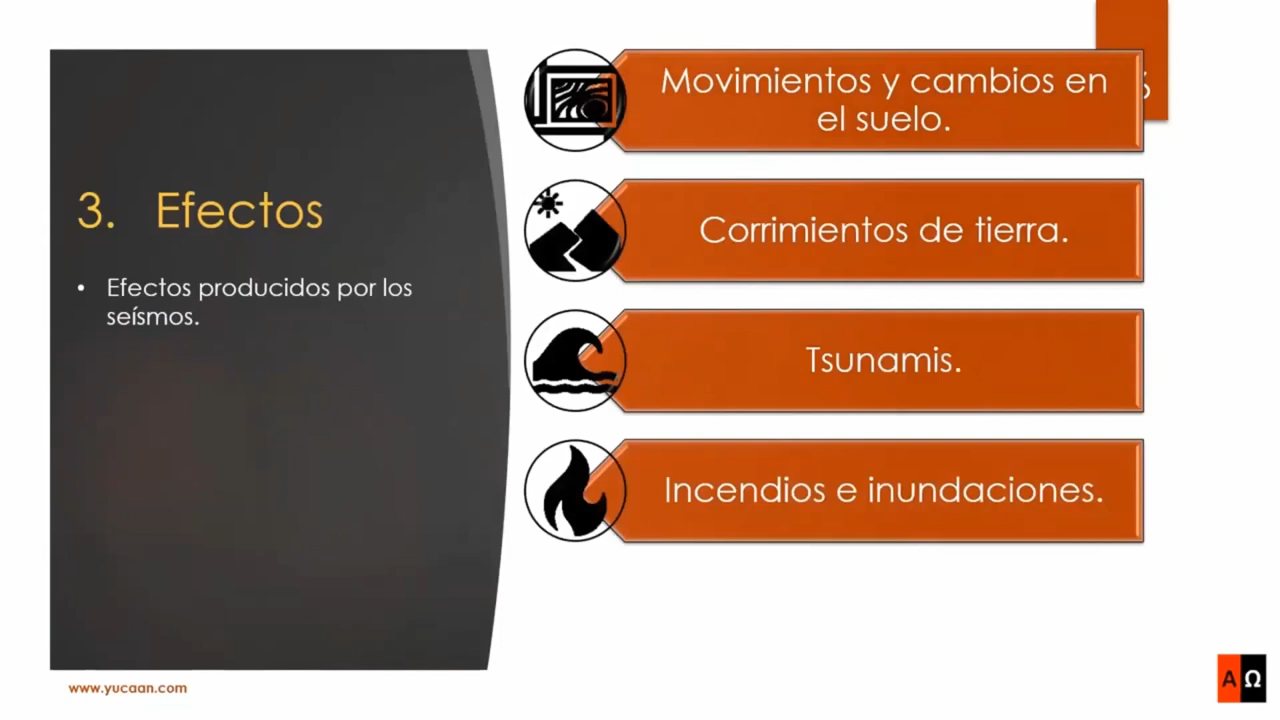 3. Efectos
• Efectos producidos por los
seísmos.
Movimientos y cambios en
el suelo.
Corrimientos de tierra.
Tsunamis.
Incendios e inundaciones.
www.yucaan.com
AΩ